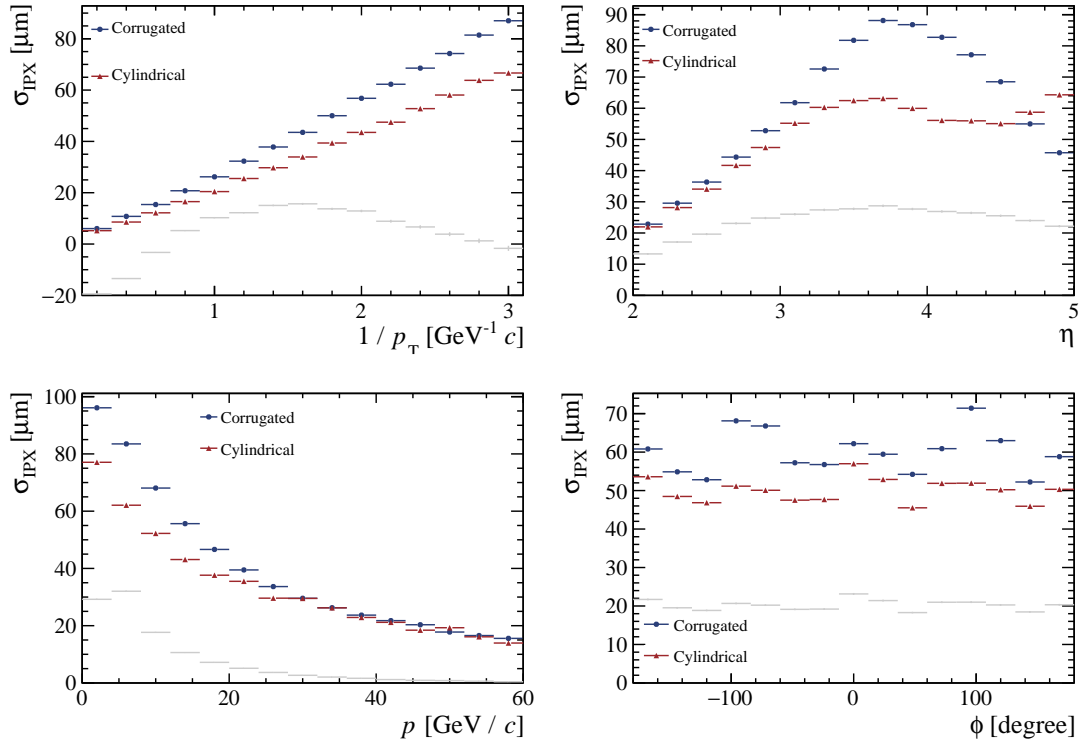 σIPX [μm]
80
60
40
20
0
−20
Corrugated
Cylindrical
1 2 3
1 / pT [GeV-1 c]
σIPX [μm]
90
80
70
60
50
40
30
20
10
0
Corrugated
Cylindrical
2 3 4 5
η
σIPX [μm]
100
80
60
40
20
0
Corrugated
Cylindrical
0 20 40 60
p [GeV / c]
σIPX [μm]
70
60
50
40
30
20
10
0
Corrugated
Cylindrical
−100 0 100
ϕ [degree]